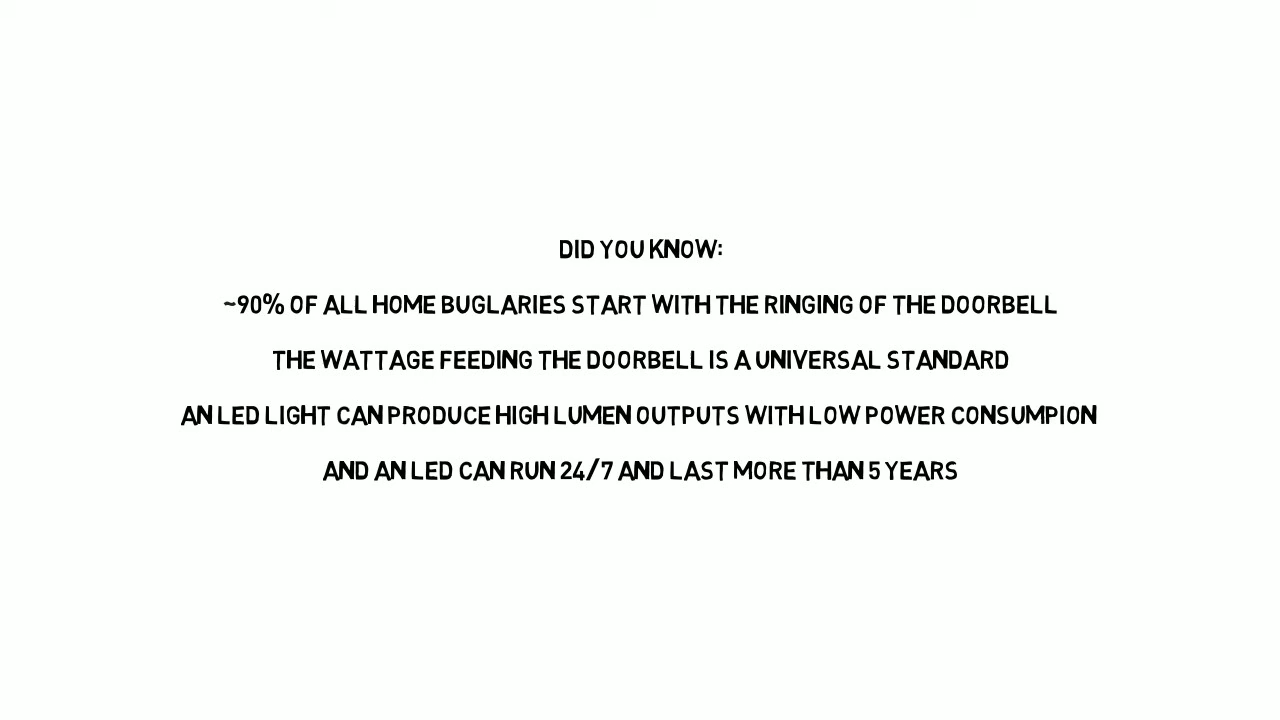 DID YOU KNOW:
~90% OF ALL HOME BUGLARIES START WITH THE RINGING OF THE DOORBELL
THE WATTAGE FEEDING THE DOORBELL IS A UNIVERSAL STANDARD
AN LED LIGHT CAN PRODUCE HIGH LUMEN OUTPUTS WITH LOW POWER CONSUMPION
AND AN LED CAN RUN 24/7 AND LAST MORE THAN 5 YEARS